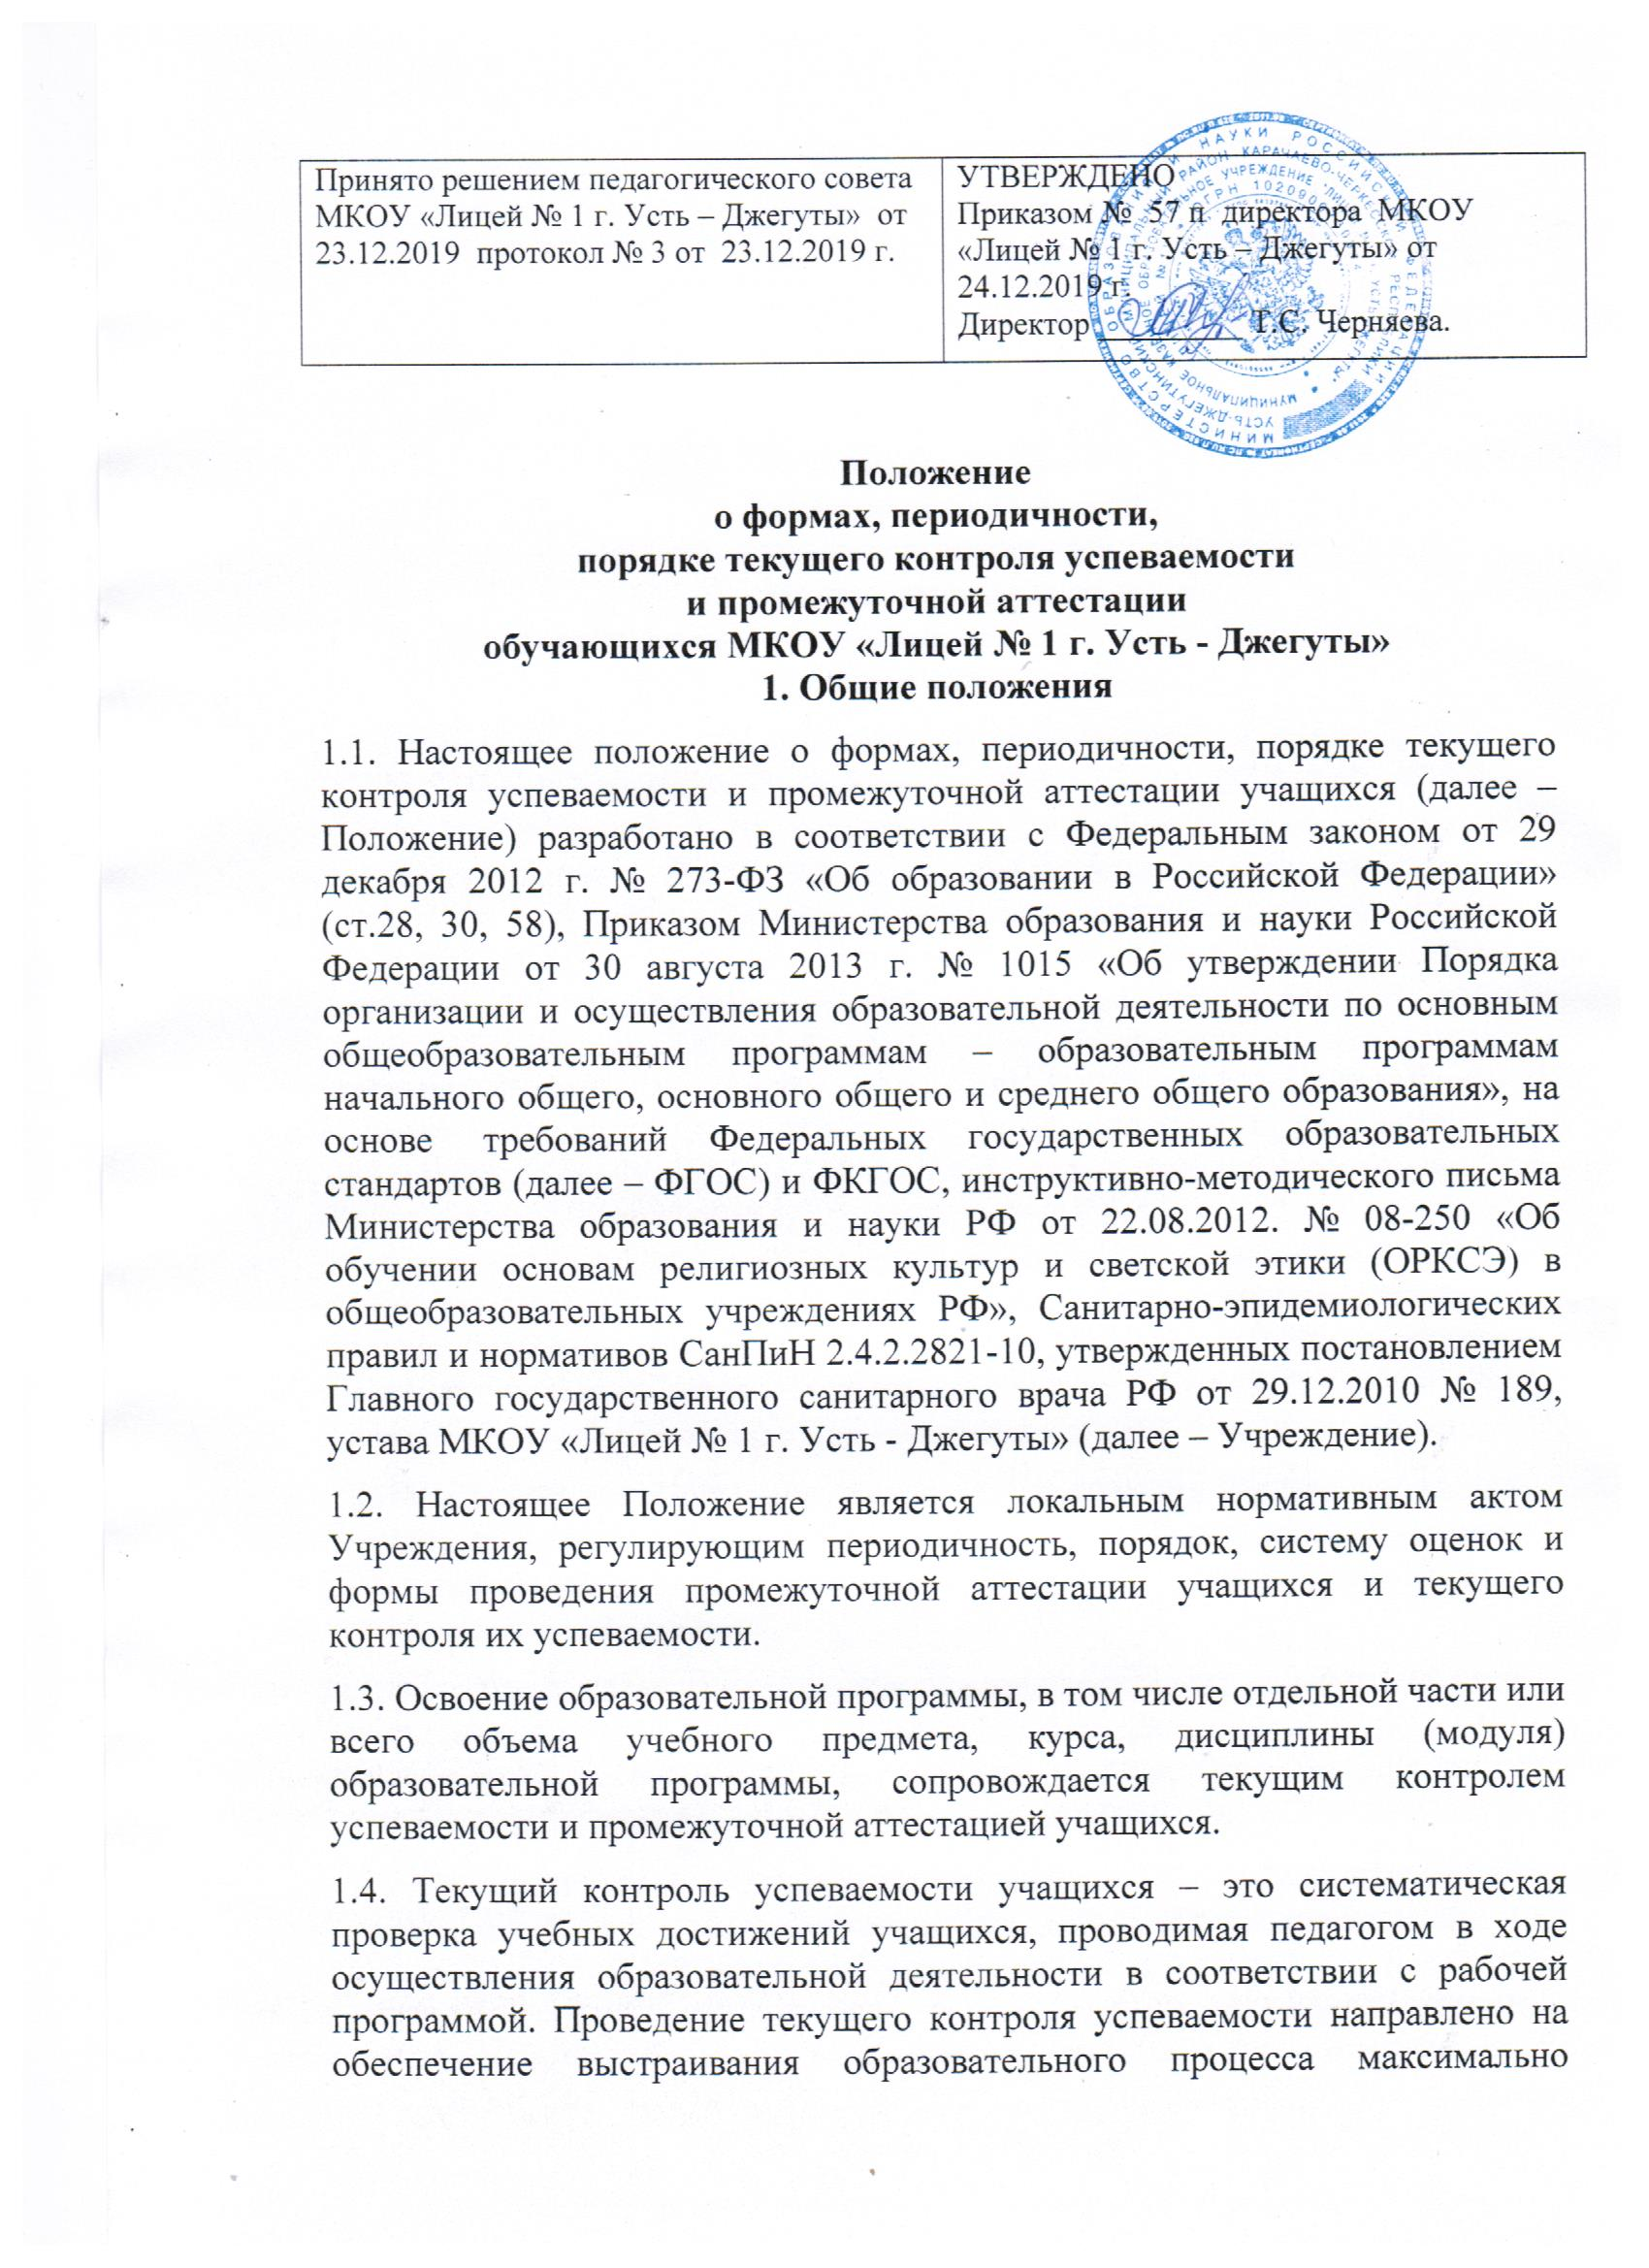 Принято решением педагогического совета
МКОУ «Лицей № 1 г. Усть – Джегуты» от
23.12.2019 протокол № 3 от 23.12.2019 г.
УТВЕРЖДЕНО
Приказом № 57 п директора МКОУ
«Лицей № 1 г. Усть – Джегуты» от
24.12.2019 г.
Директор __________ Т.С. Черняева.
Положение
о формах, периодичности,
порядке текущего контроля успеваемости
и промежуточной аттестации
обучающихся МКОУ «Лицей № 1 г. Усть - Джегуты»
1. Общие положения
1.1. Настоящее положение о формах, периодичности, порядке текущего
контроля успеваемости и промежуточной аттестации учащихся (далее –
Положение) разработано в соответствии с Федеральным законом от 29
декабря 2012 г. № 273-ФЗ «Об образовании в Российской Федерации»
(ст.28, 30, 58), Приказом Министерства образования и науки Российской
Федерации от 30 августа 2013 г. № 1015 «Об утверждении Порядка
организации и осуществления образовательной деятельности по основным
общеобразовательным программам – образовательным программам
начального общего, основного общего и среднего общего образования», на
основе требований Федеральных государственных образовательных
стандартов (далее – ФГОС) и ФКГОС, инструктивно-методического письма
Министерства образования и науки РФ от 22.08.2012. № 08-250 «Об
обучении основам религиозных культур и светской этики (ОРКСЭ) в
общеобразовательных учреждениях РФ», Санитарно-эпидемиологических
правил и нормативов СанПиН 2.4.2.2821-10, утвержденных постановлением
Главного государственного санитарного врача РФ от 29.12.2010 № 189,
устава МКОУ «Лицей № 1 г. Усть - Джегуты» (далее – Учреждение).
1.2. Настоящее Положение является локальным нормативным актом
Учреждения, регулирующим периодичность, порядок, систему оценок и
формы проведения промежуточной аттестации учащихся и текущего
контроля их успеваемости.
1.3. Освоение образовательной программы, в том числе отдельной части или
всего объема учебного предмета, курса, дисциплины (модуля)
образовательной программы, сопровождается текущим контролем
успеваемости и промежуточной аттестацией учащихся.
1.4. Текущий контроль успеваемости учащихся – это систематическая
проверка учебных достижений учащихся, проводимая педагогом в ходе
осуществления образовательной деятельности в соответствии с рабочей
программой. Проведение текущего контроля успеваемости направлено на
обеспечение выстраивания образовательного процесса максимально